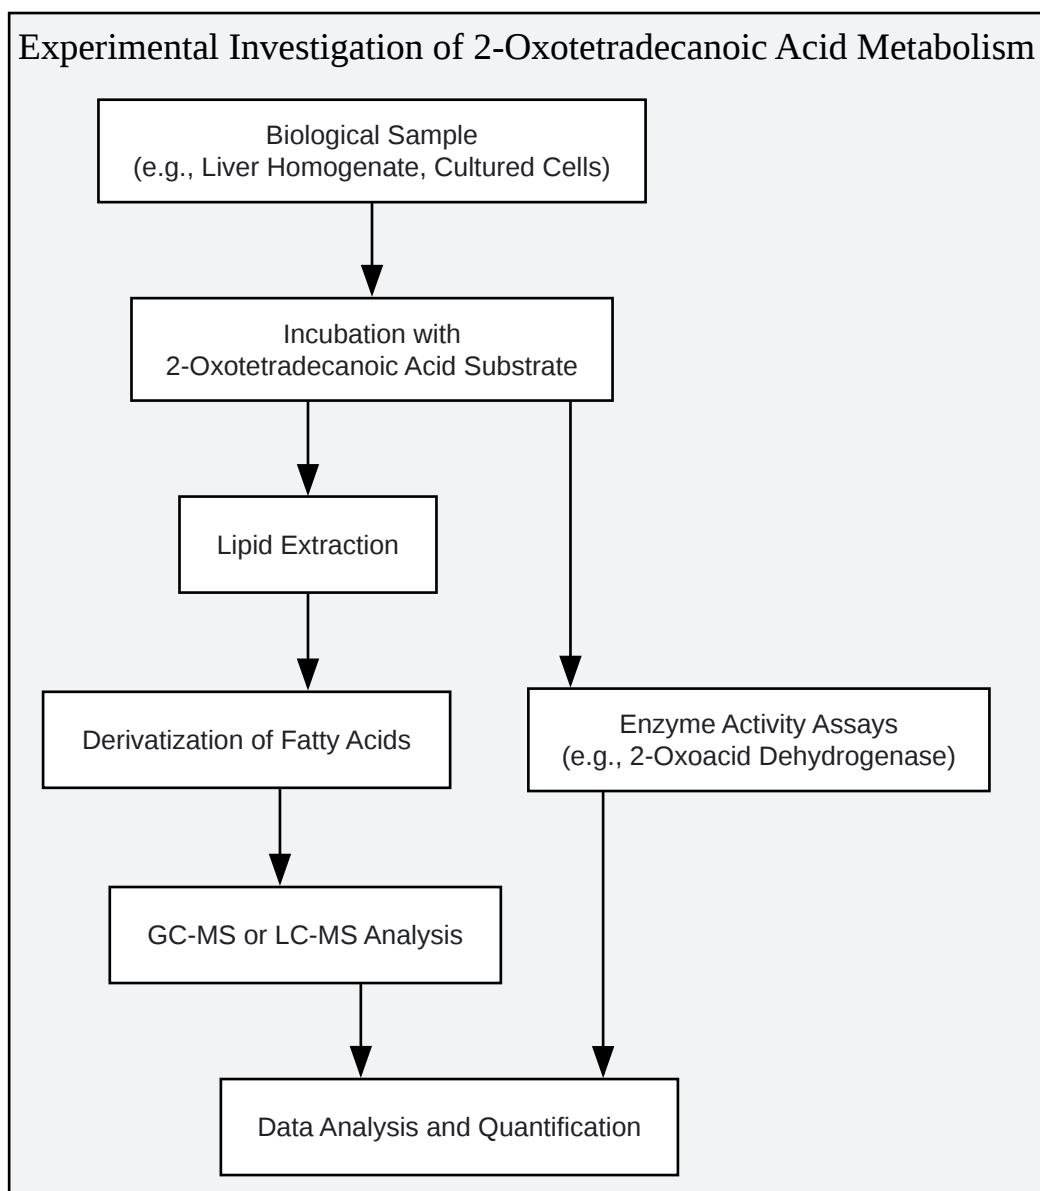 Experimental Investigation of 2-Oxotetradecanoic Acid Metabolism
Biological Sample
(e.g., Liver Homogenate, Cultured Cells)
Incubation with
2-Oxotetradecanoic Acid Substrate
Lipid Extraction
Derivatization of Fatty Acids
Enzyme Activity Assays
(e.g., 2-Oxoacid Dehydrogenase)
GC-MS or LC-MS Analysis
Data Analysis and Quantification